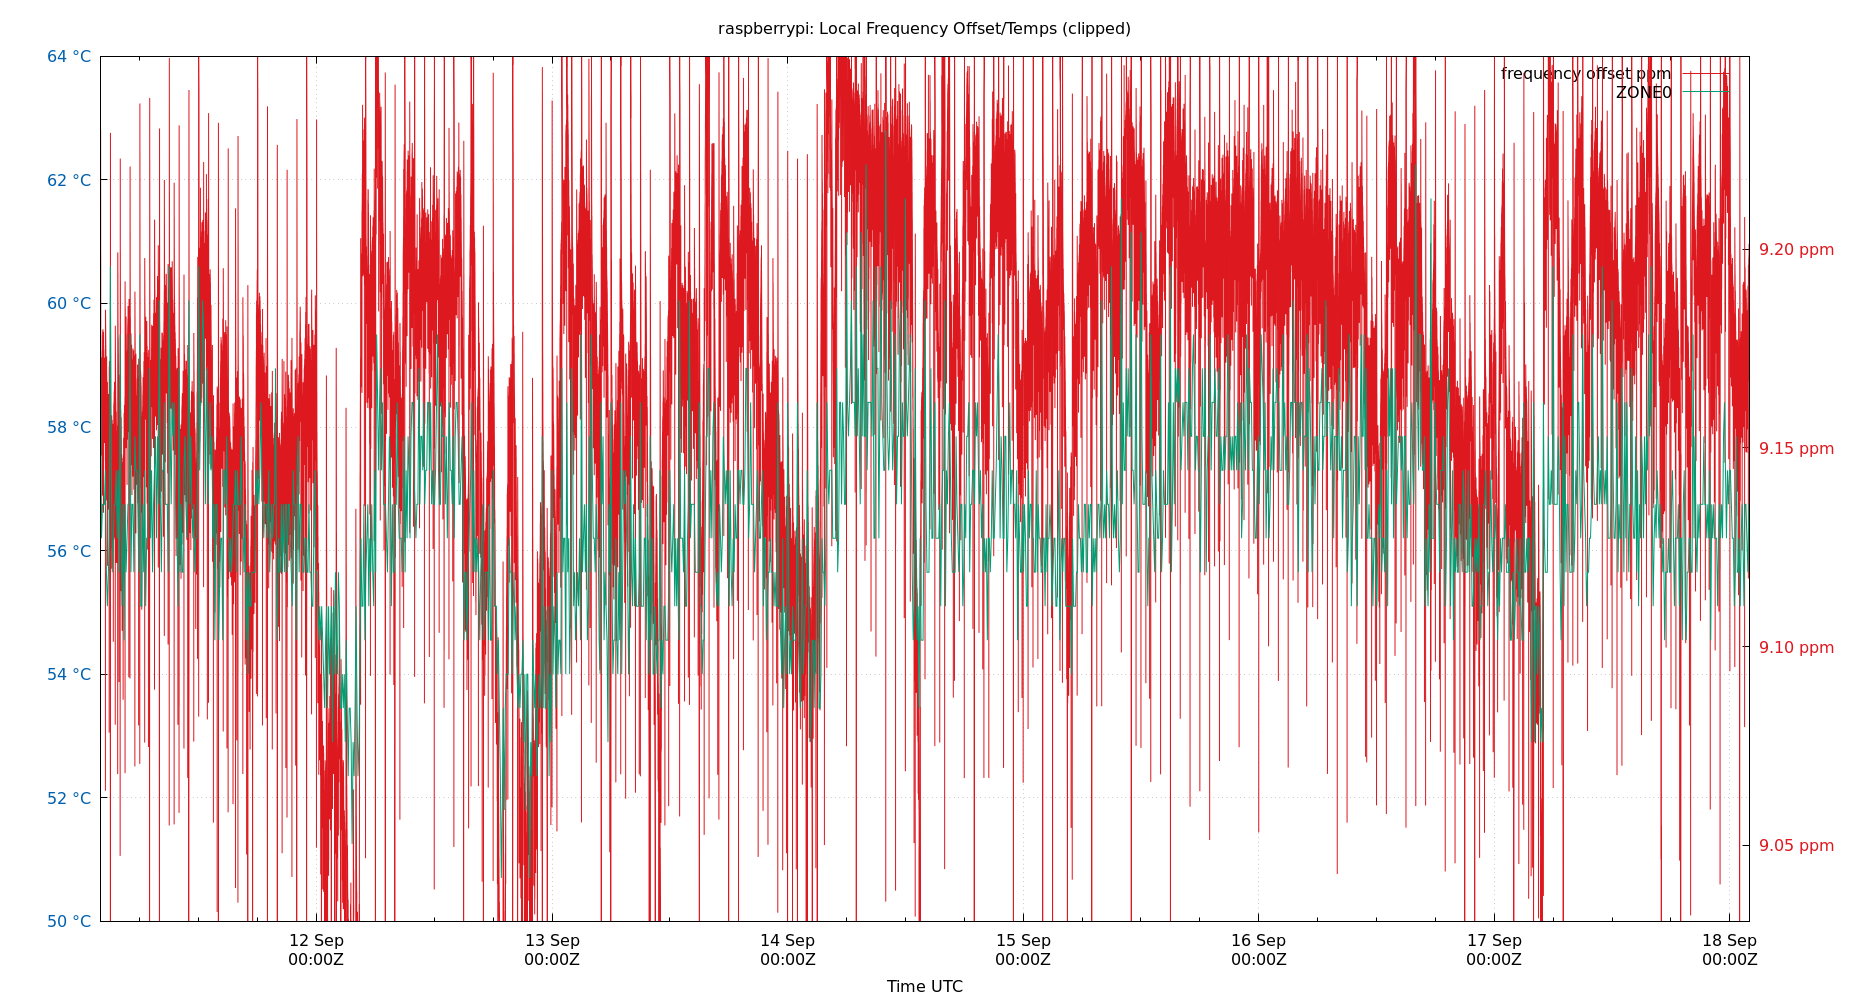 raspberrypi: Local Frequency Offset/Temps (clipped)
64 °C
62 °C
60 °C
58 °C
56 °C
54 °C
52 °C
50 °C
frequency offset ppm
ZONE0
9.20 ppm
9.15 ppm
9.10 ppm
9.05 ppm
12 Sep
00:00Z
13 Sep
00:00Z
14 Sep
00:00Z
15 Sep
00:00Z
16 Sep
00:00Z
17 Sep
00:00Z
18 Sep
00:00Z
Time UTC